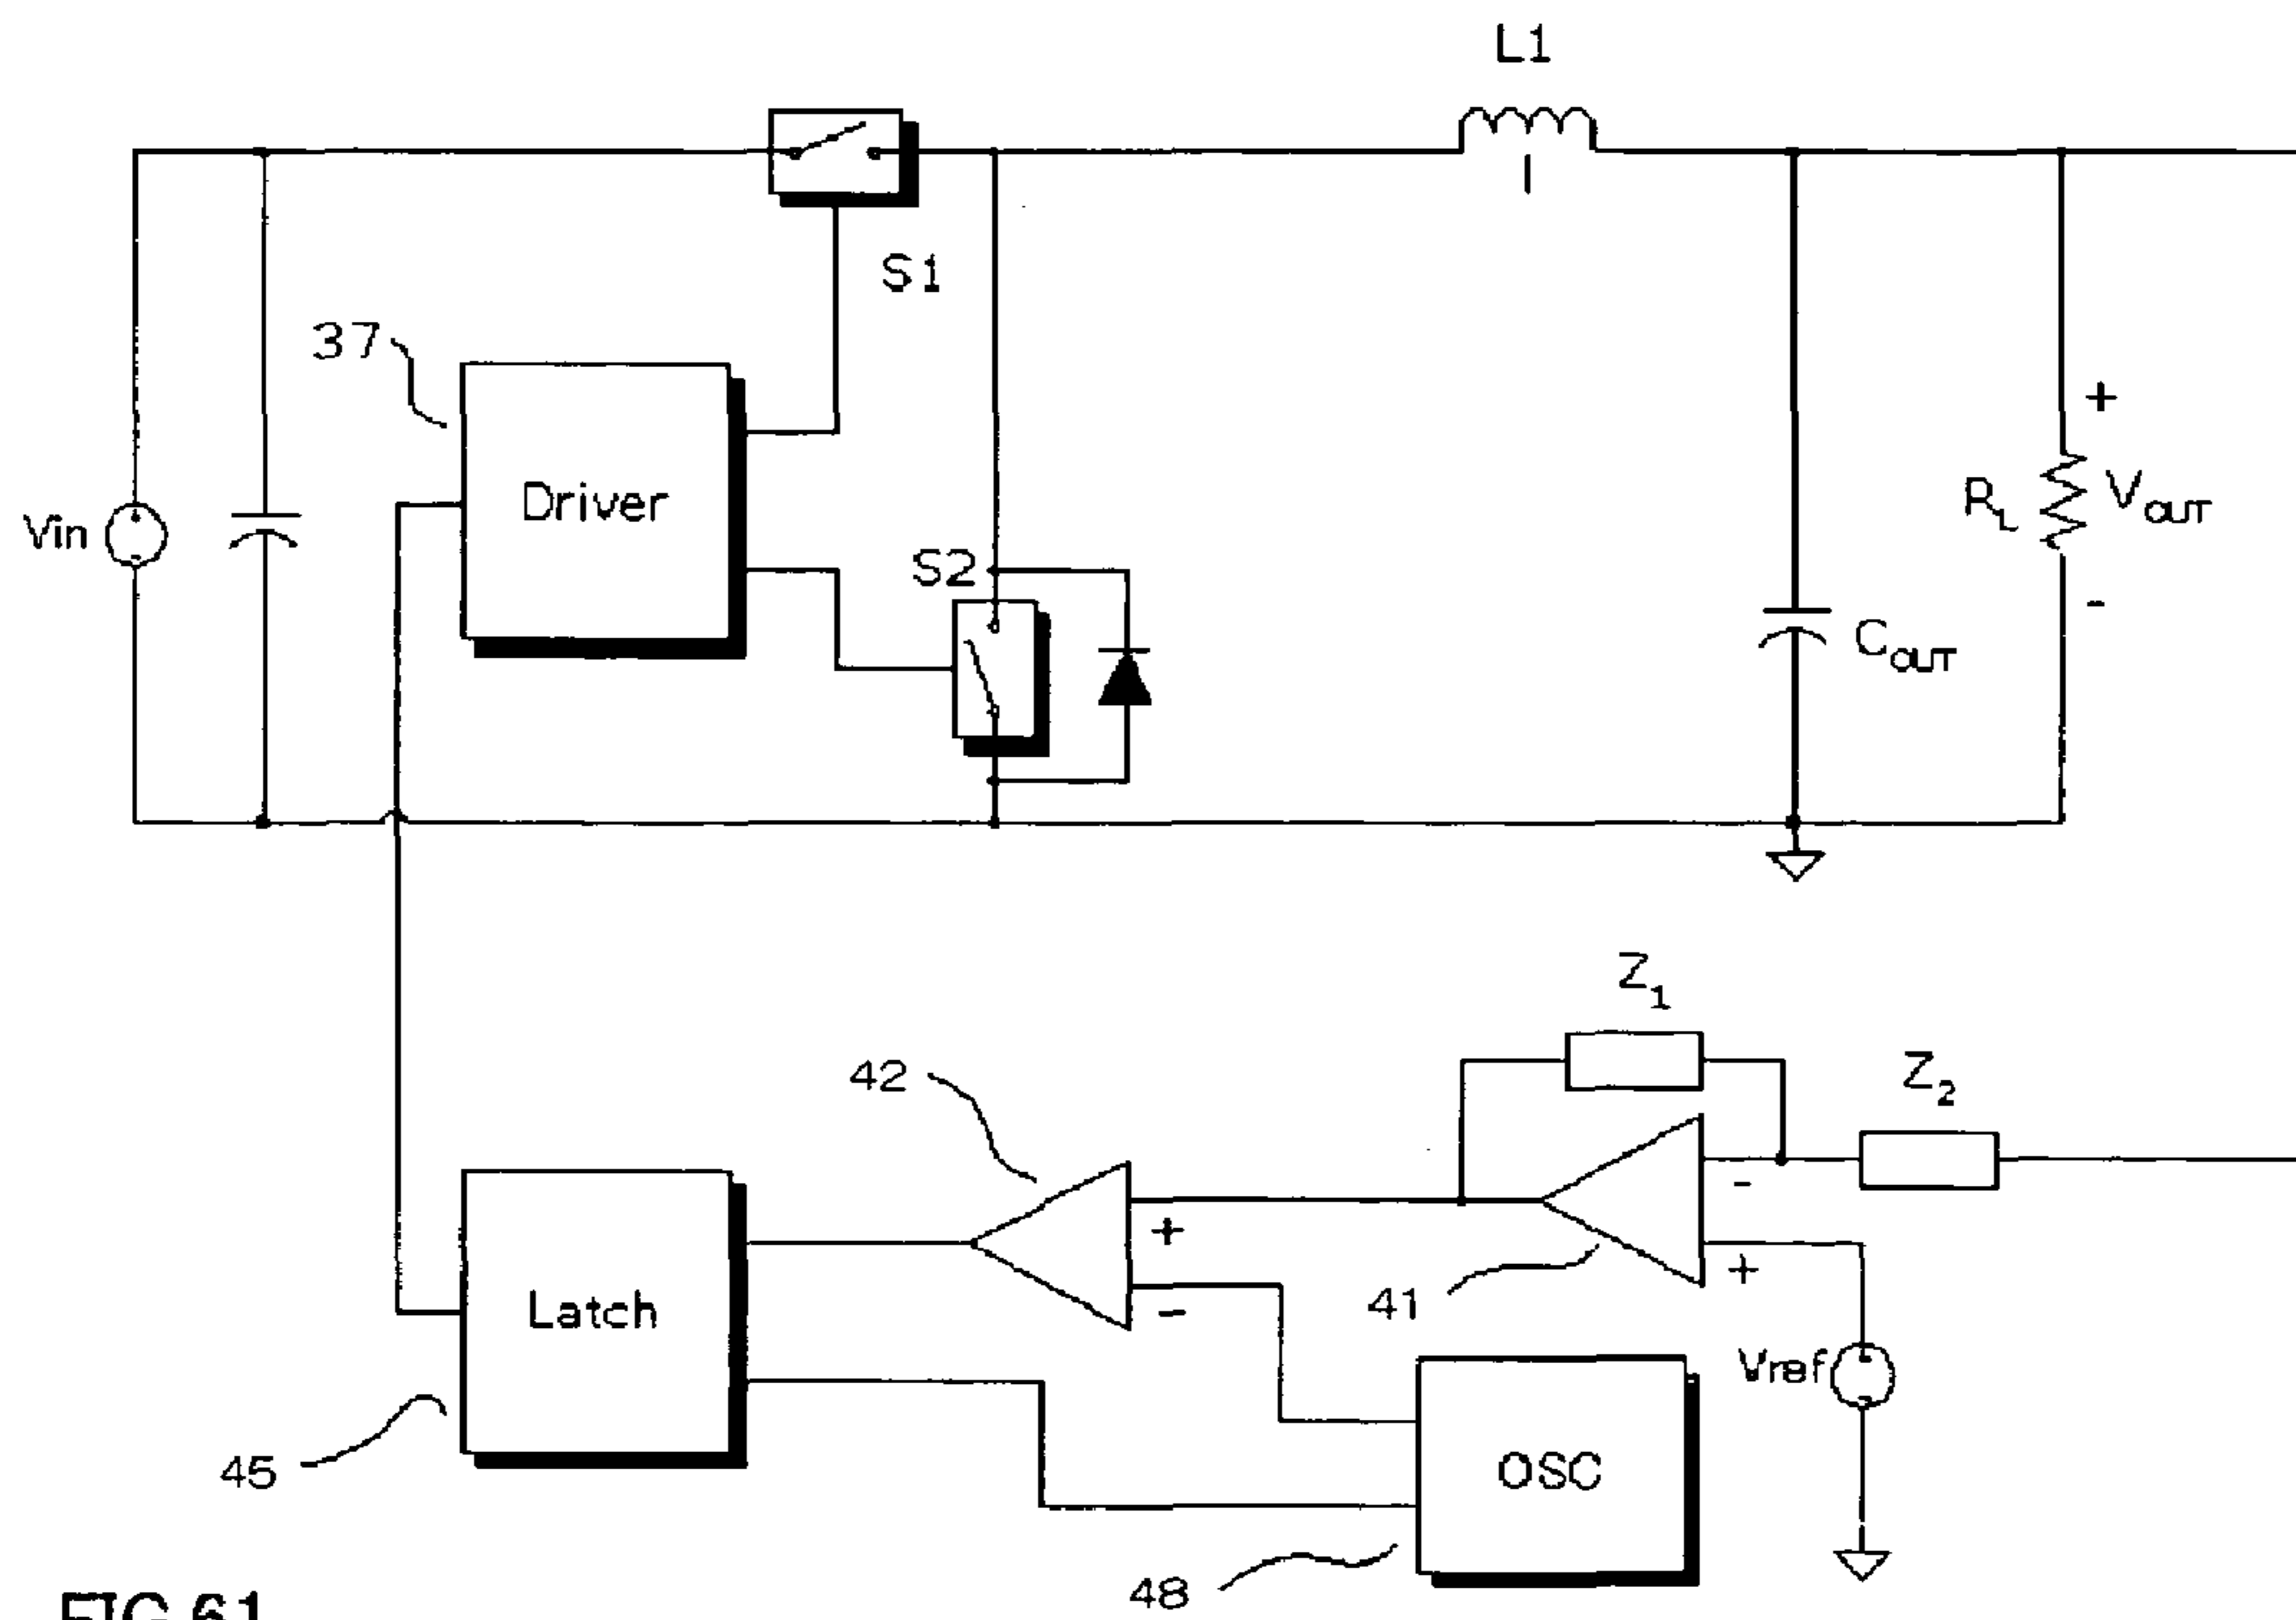 L1
S1
37
Driver
Vin
S2
+
R_L
V_OUT
-
C_OUT
Z_1
42
Z_2
-
+
-
+
41
Latch
Vref
45
OSC
48
FIG.61